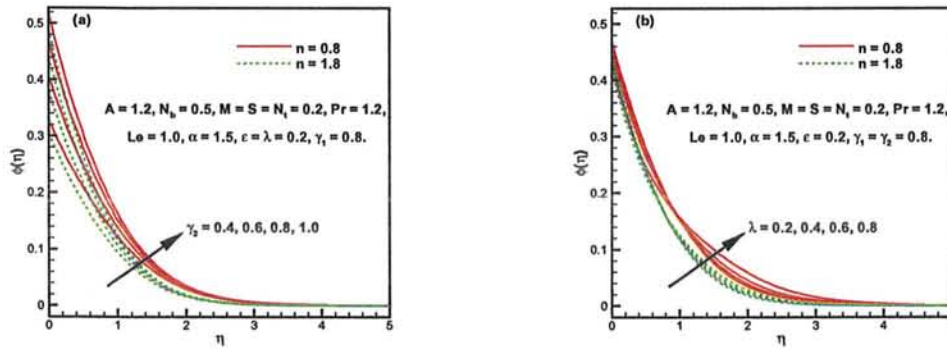 (a)
n = 0.8
n = 1.8
A = 1.2, N_b = 0.5, M = S = N_t = 0.2, Pr = 1.2,
Le = 1.0, α = 1.5, ε = λ = 0.2, γ_1 = 0.8.
γ_2 = 0.4, 0.6, 0.8, 1.0
ϕ(η)
0.5
0.4
0.3
0.2
0.1
0
0 1 2 3 4 5
η
(b)
n = 0.8
n = 1.8
A = 1.2, N_b = 0.5, M = S = N_t = 0.2, Pr = 1.2,
Le = 1.0, α = 1.5, ε = 0.2, γ_1 = γ_2 = 0.8.
λ = 0.2, 0.4, 0.6, 0.8
ϕ(η)
0.5
0.4
0.3
0.2
0.1
0
0 1 2 3 4
η